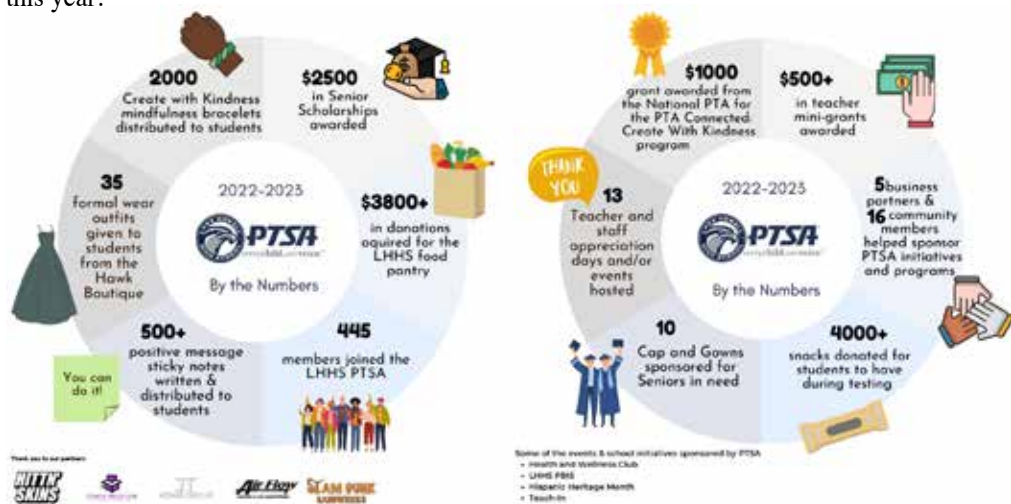 this year:
2000
Create with Kindness
mindfulness bracelets
distributed to students
$2500
in Senior
Scholarships
awarded
35
formal wear
outfits
given to
students
from the
Hawk
Boutique
2022-2023
PTSA
By the Numbers
$3800+
in donations
aquired for the
LHHS food
pantry
500+
positive message
sticky notes
written &
distributed to
students
445
members joined the
LHHS PTSA
You can
do it!
Thank you to our partners:
HITTN'
SKINS
Air Flow
SLAM DUNK
$1000
grant awarded from
the National PTA for
the PTA Connected:
Create With Kindness
program
$500+
in teacher
mini-grants
awarded
THANK
YOU
13
Teacher and
staff
appreciation
days and/or
events
hosted
2022-2023
PTSA
By the Numbers
5 business
partners &
16 community
members
helped sponsor
PTSA initiatives
and programs
10
Cap and Gowns
sponsored for
Seniors in need
4000+
snacks donated for
students to have
during testing
Some of the events & school initiatives sponsored by PTSA
• Health and Wellness Club
• LHHS PBIS
• Hispanic Heritage Month
• Teach-In